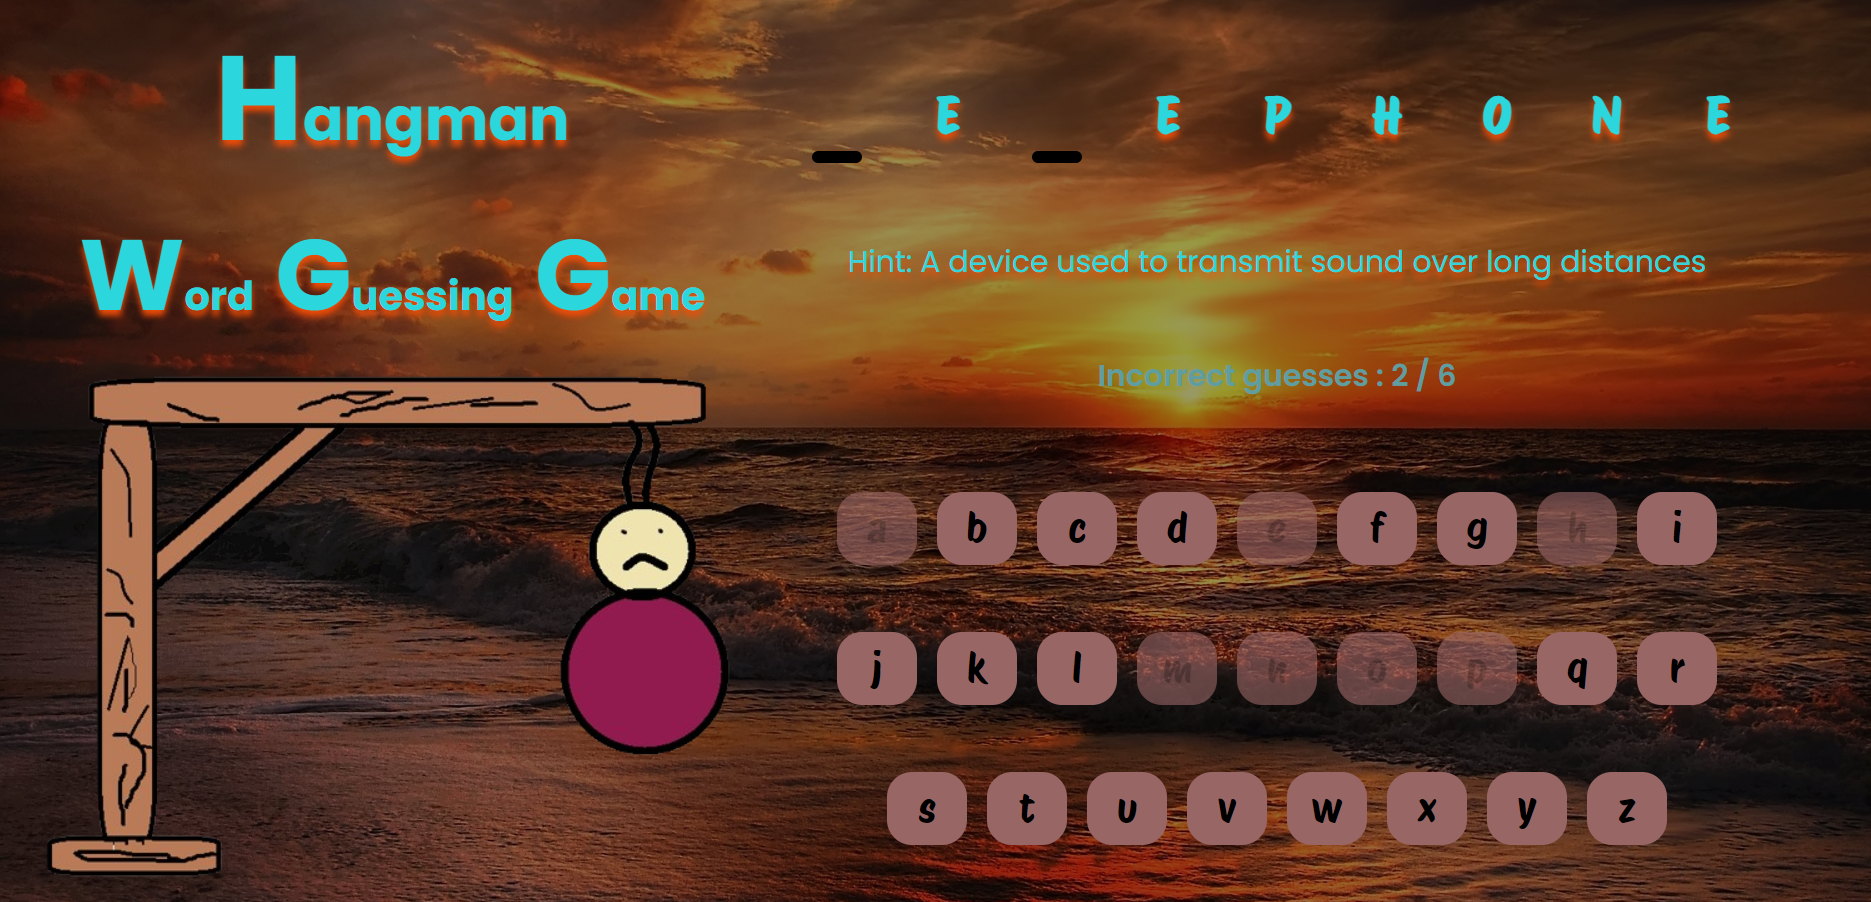 Hangman
Word Guessing Game
_ E _ E P H O N E
Hint: A device used to transmit sound over long distances
Incorrect guesses : 2 / 6
a b c d e f g h i
j k l m n o p q r
s t u v w x y z